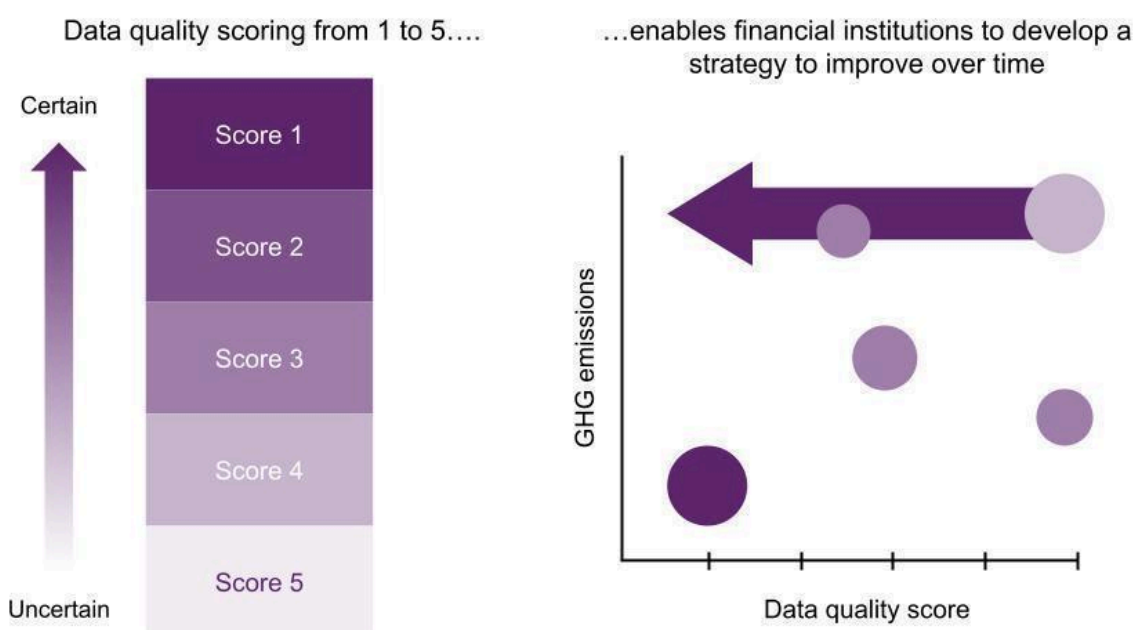 Data quality scoring from 1 to 5....
Certain
Score 1
Score 2
Score 3
Score 4
Score 5
Uncertain
...enables financial institutions to develop a
strategy to improve over time
GHG emissions
Data quality score